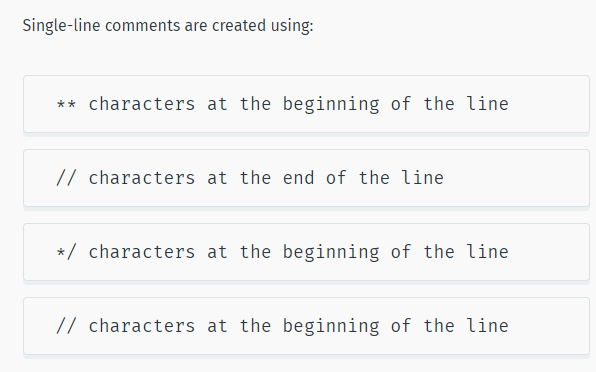 Single-line comments are created using:
** characters at the beginning of the line
// characters at the end of the line
*/ characters at the beginning of the line
// characters at the beginning of the line